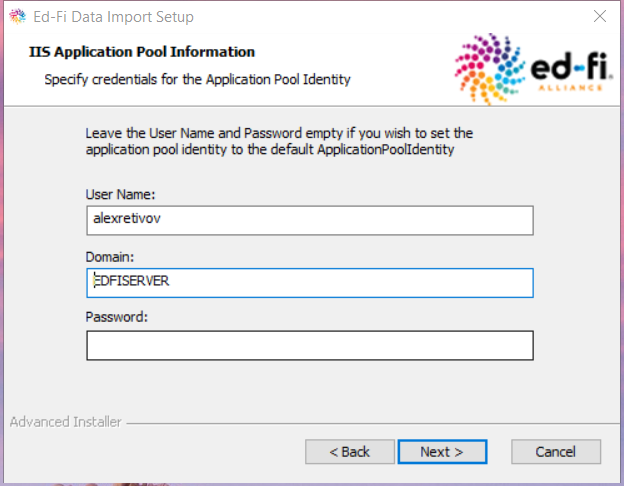 Ed-Fi Data Import Setup
IIS Application Pool Information
Specify credentials for the Application Pool Identity
ed-fi.
ALLIANCE
Leave the User Name and Password empty if you wish to set the
application pool identity to the default ApplicationPoolIdentity
User Name:
alexretivov
Domain:
EDFISERVER
Password:
Advanced Installer
< Back
Next >
Cancel